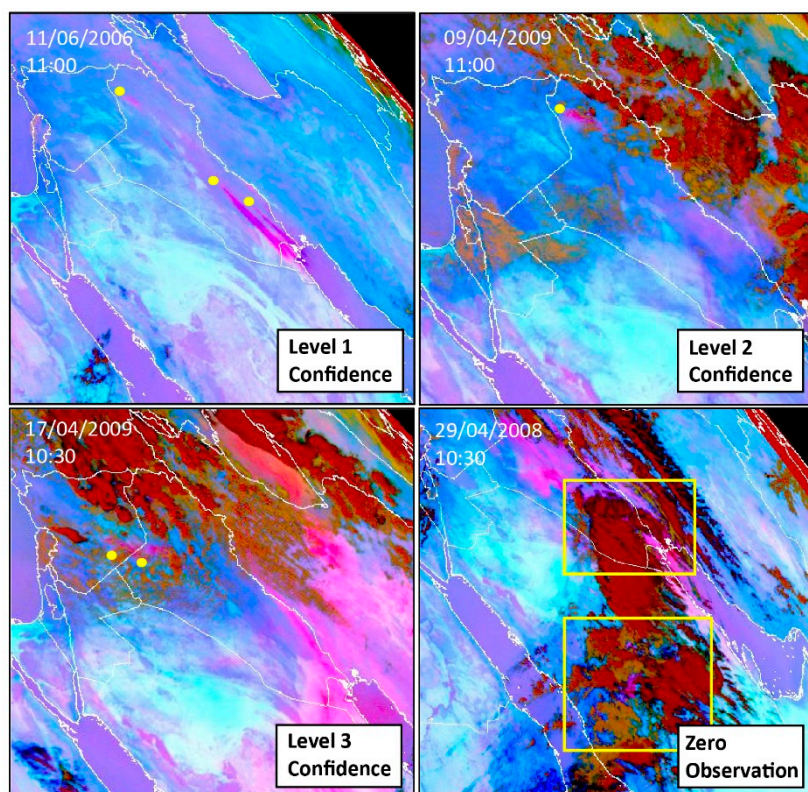 11/06/2006
11:00
Level 1
Confidence
09/04/2009
11:00
Level 2
Confidence
17/04/2009
10:30
Level 3
Confidence
29/04/2008
10:30
Zero
Observation